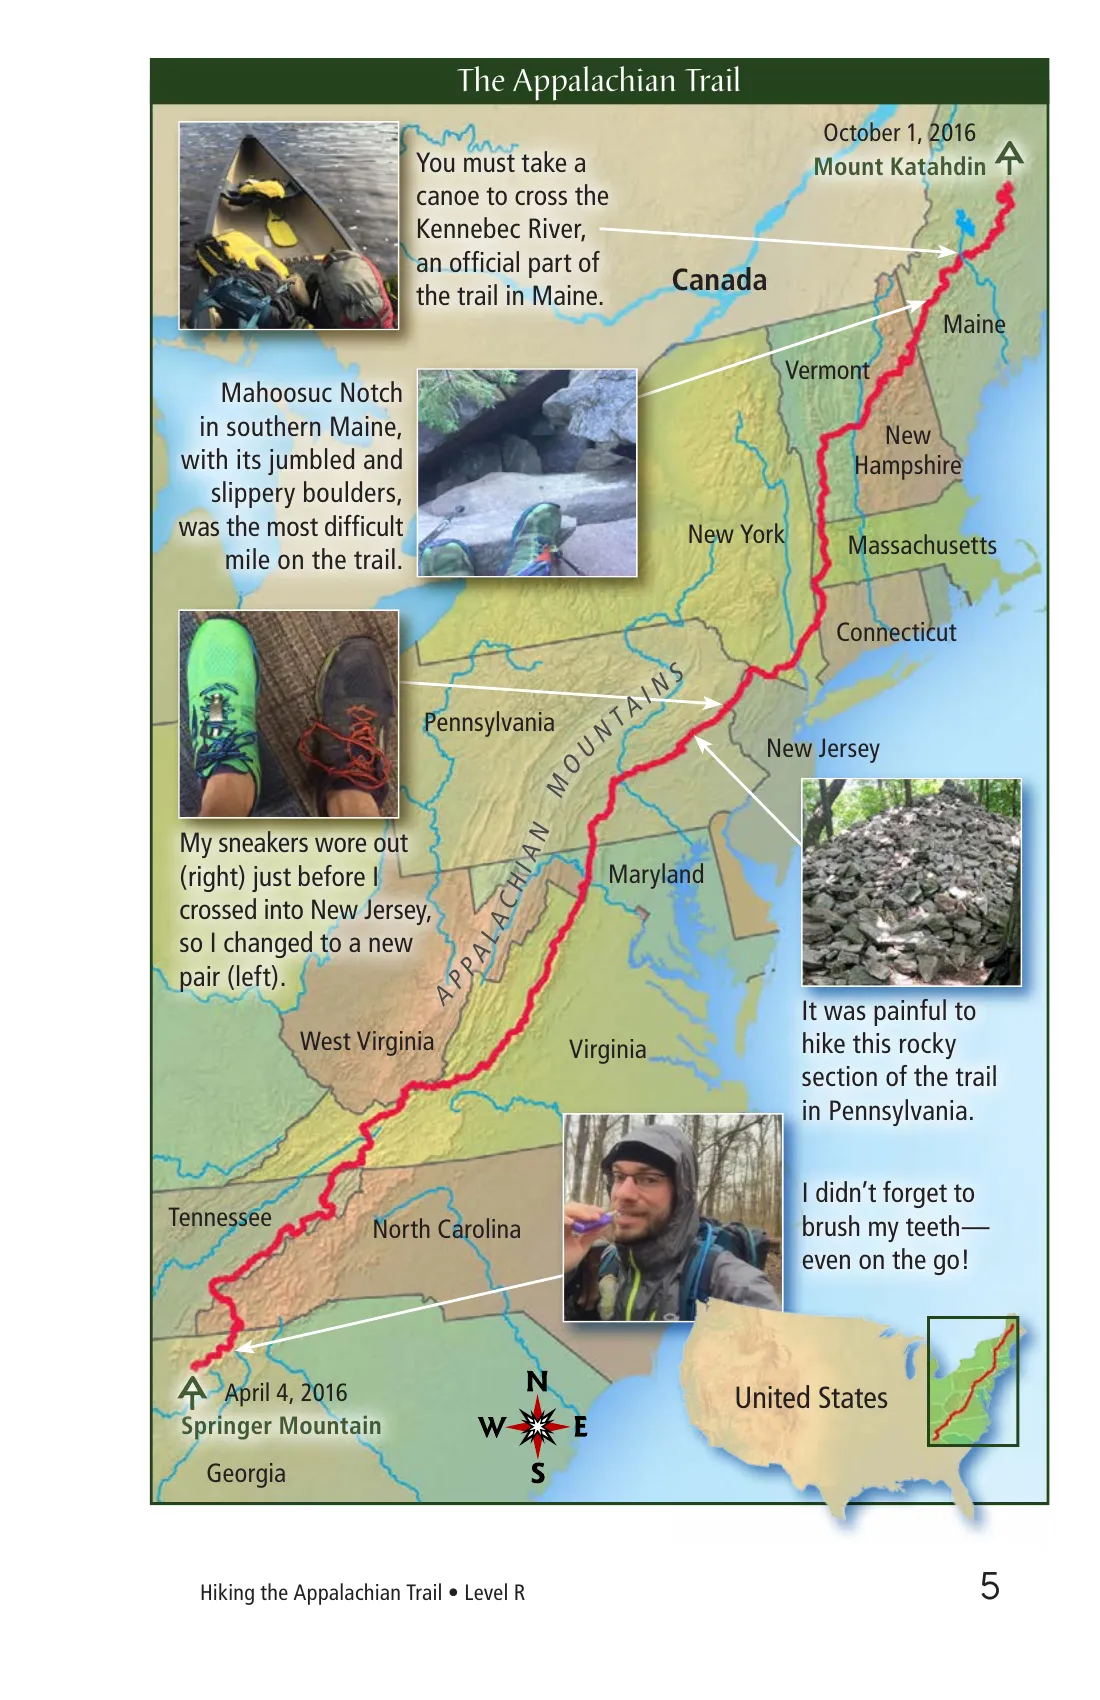 The Appalachian Trail
October 1, 2016
Mount Katahdin
You must take a
canoe to cross the
Kennebec River,
an official part of
the trail in Maine.
Canada
Maine
Vermont
Mahoosuc Notch
in southern Maine,
with its jumbled and
slippery boulders,
was the most difficult
mile on the trail.
New
Hampshire
New York
Massachusetts
Connecticut
Pennsylvania
APPALACHIAN MOUNTAINS
New Jersey
My sneakers wore out
(right) just before I
crossed into New Jersey,
so I changed to a new
pair (left).
Maryland
West Virginia
Virginia
It was painful to
hike this rocky
section of the trail
in Pennsylvania.
I didn’t forget to
brush my teeth—
even on the go!
Tennessee
North Carolina
April 4, 2016
Springer Mountain
Georgia
N
W E
S
United States
Hiking the Appalachian Trail • Level R
5